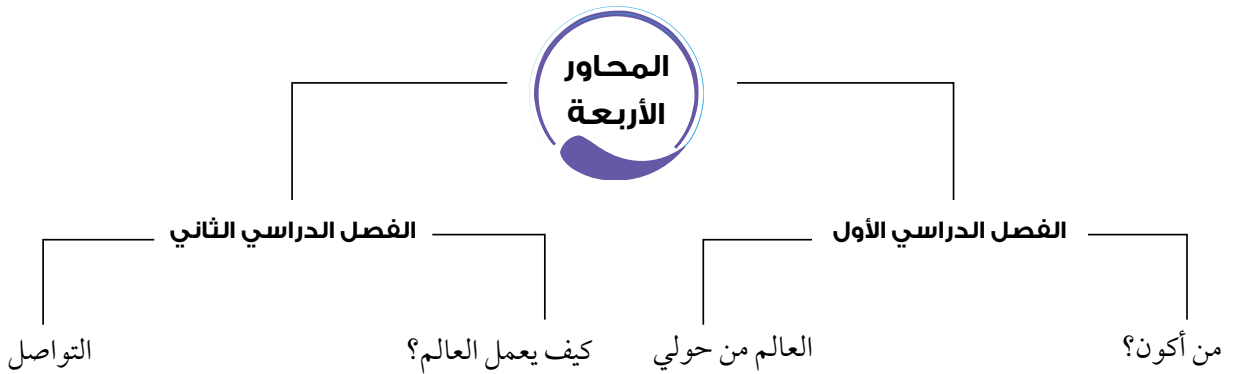 المحاور
الأربعة
الفصل الدراسي الأول
الفصل الدراسي الثاني
من أكون؟
العالم من حولي
كيف يعمل العالم؟
التواصل